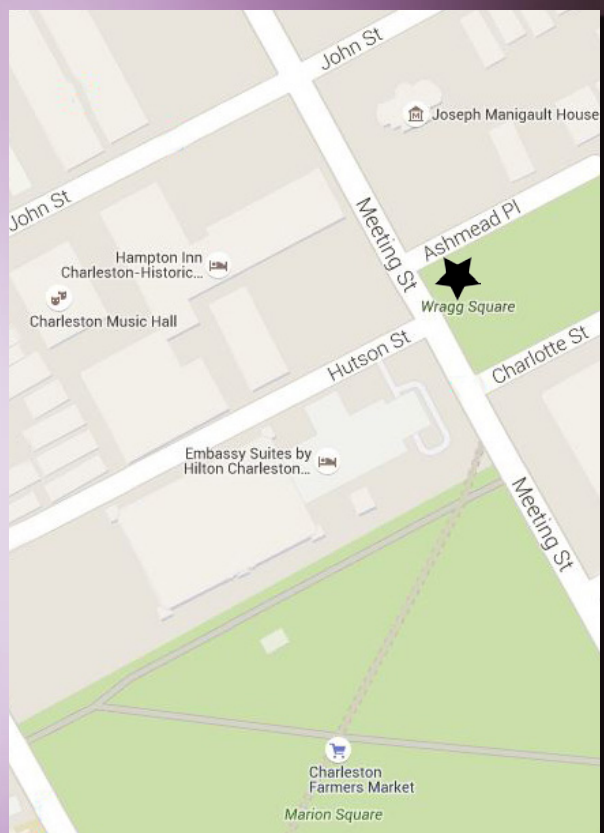 John St
Joseph Manigault House
John St
Meeting St
Ashmead Pl
Hampton Inn
Charleston-Historic...
Charleston Music Hall
Wragg Square
Hutson St
Charlotte St
Embassy Suites by
Hilton Charleston...
Meeting St
Charleston
Farmers Market
Marion Square